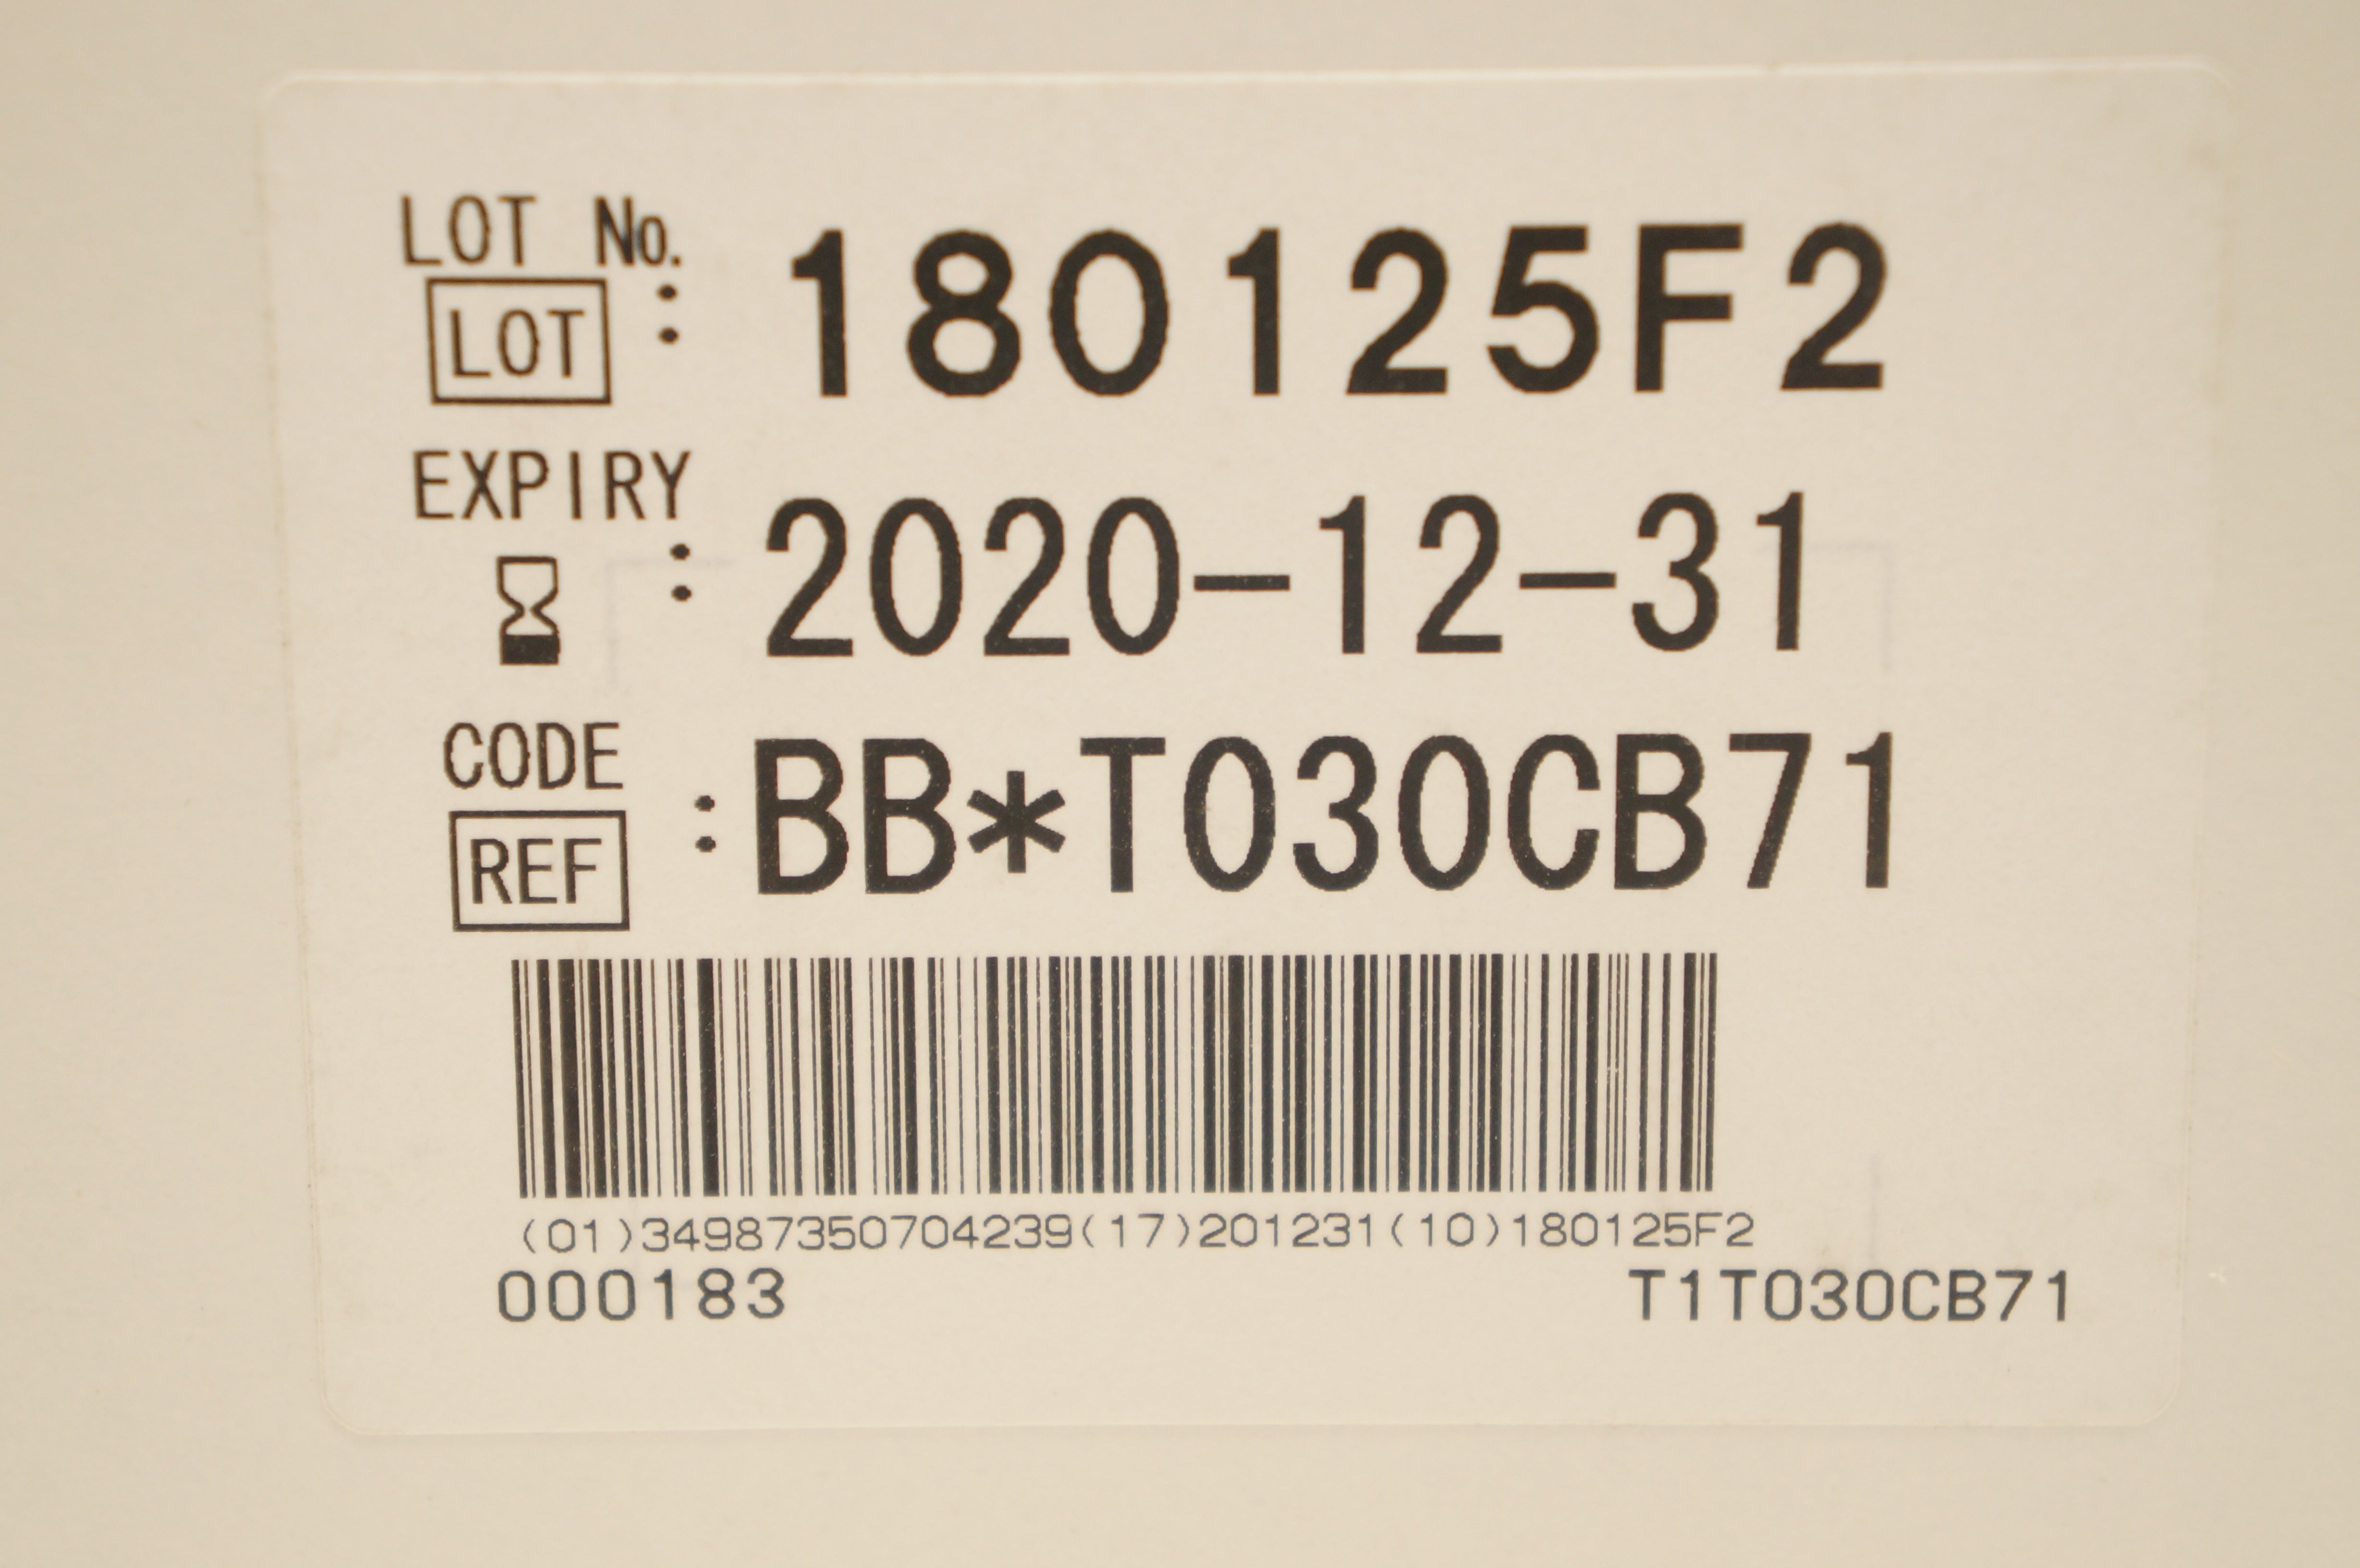 LOT No.
LOT : 180125F2
EXPIRY
: 2020-12-31
CODE
REF : BB*T030CB71
(01)34987350704239(17)201231(10)180125F2
000183 T1T030CB71